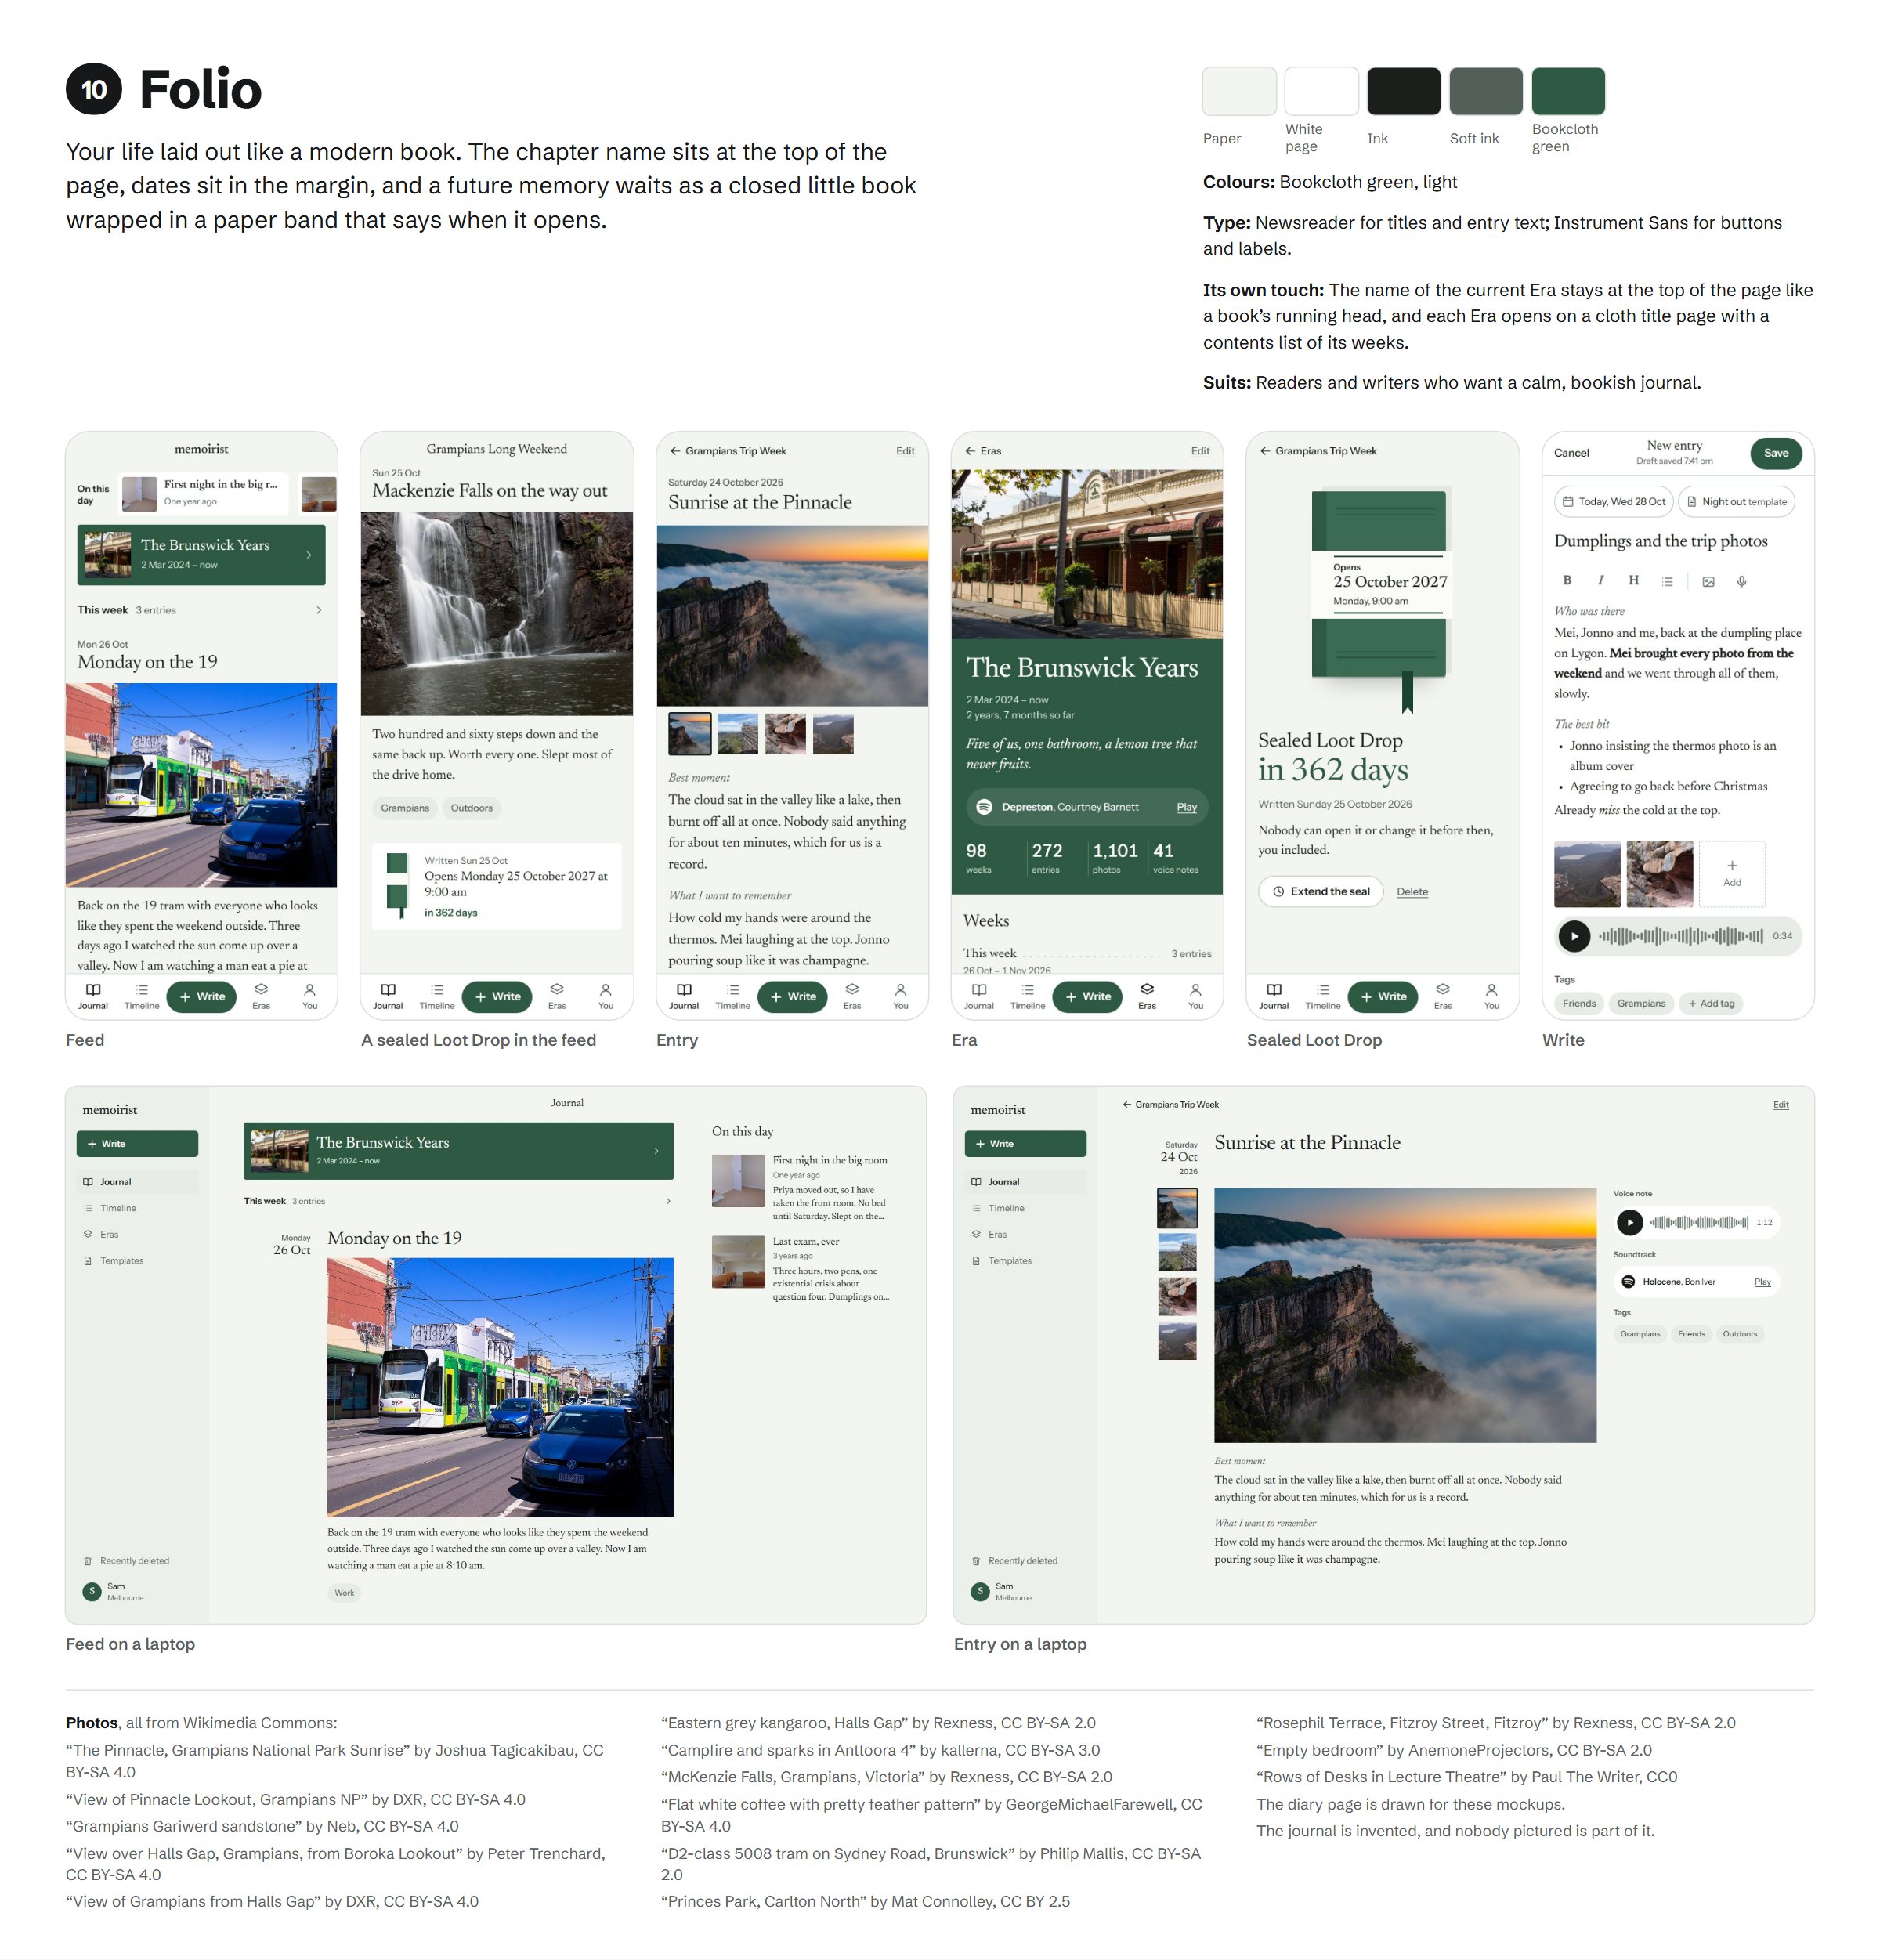 10 Folio
Your life laid out like a modern book. The chapter name sits at the top of the
page, dates sit in the margin, and a future memory waits as a closed little book
wrapped in a paper band that says when it opens.
Paper
White
page
Ink
Soft ink
Bookcloth
green
Colours: Bookcloth green, light
Type: Newsreader for titles and entry text; Instrument Sans for buttons
and labels.
Its own touch: The name of the current Era stays at the top of the page like
a book’s running head, and each Era opens on a cloth title page with a
contents list of its weeks.
Suits: Readers and writers who want a calm, bookish journal.
memoirist
On this
day
First night in the big r...
One year ago
The Brunswick Years
2 Mar 2024 – now
This week 3 entries
Mon 26 Oct
Monday on the 19
Back on the 19 tram with everyone who looks
like they spent the weekend outside. Three
days ago I watched the sun come up over a
valley. Now I am watching a man eat a pie at
Journal
Timeline
+ Write
Eras
You
Feed
Grampians Long Weekend
Sun 25 Oct
Mackenzie Falls on the way out
Two hundred and sixty steps down and the
same back up. Worth every one. Slept most of
the drive home.
Grampians
Outdoors
Written Sun 25 Oct
Opens Monday 25 October 2027 at
9:00 am
in 362 days
Journal
Timeline
+ Write
Eras
You
A sealed Loot Drop in the feed
← Grampians Trip Week
Edit
Saturday 24 October 2026
Sunrise at the Pinnacle
Best moment
The cloud sat in the valley like a lake, then
burnt off all at once. Nobody said anything
for about ten minutes, which for us is a
record.
What I want to remember
How cold my hands were around the
thermos. Mei laughing at the top. Jonno
pouring soup like it was champagne.
Journal
Timeline
+ Write
Eras
You
Entry
← Eras
Edit
The Brunswick Years
2 Mar 2024 – now
2 years, 7 months so far
Five of us, one bathroom, a lemon tree that
never fruits.
Depreston, Courtney Barnett
Play
98
weeks
272
entries
1,101
photos
41
voice notes
Weeks
This week
3 entries
26 Oct – 1 Nov 2026
Journal
Timeline
+ Write
Eras
You
Era
← Grampians Trip Week
Opens
25 October 2027
Monday, 9:00 am
Sealed Loot Drop
in 362 days
Written Sunday 25 October 2026
Nobody can open it or change it before then,
you included.
Extend the seal
Delete
Journal
Timeline
+ Write
Eras
You
Sealed Loot Drop
Cancel
New entry
Draft saved 7:41 pm
Save
Today, Wed 28 Oct
Night out template
Dumplings and the trip photos
B I H
Who was there
Mei, Jonno and me, back at the dumpling place
on Lygon. Mei brought every photo from the
weekend and we went through all of them,
slowly.
The best bit
• Jonno insisting the thermos photo is an
album cover
• Agreeing to go back before Christmas
Already miss the cold at the top.
+
Add
0:34
Tags
Friends
Grampians
+ Add tag
Write
memoirist
+ Write
Journal
Timeline
Eras
Templates
Recently deleted
S
Sam
Melbourne
Journal
The Brunswick Years
2 Mar 2024 – now
This week 3 entries
Monday
26 Oct
Monday on the 19
Back on the 19 tram with everyone who looks like they spent the weekend
outside. Three days ago I watched the sun come up over a valley. Now I am
watching a man eat a pie at 8:10 am.
Work
On this day
First night in the big room
One year ago
Priya moved out, so I have
taken the front room. No bed
until Saturday. Slept on the...
Last exam, ever
3 years ago
Three hours, two pens, one
existential crisis about
question four. Dumplings on...
Feed on a laptop
memoirist
+ Write
Journal
Timeline
Eras
Templates
Recently deleted
S
Sam
Melbourne
← Grampians Trip Week
Edit
Saturday
24 Oct
2026
Sunrise at the Pinnacle
Best moment
The cloud sat in the valley like a lake, then burnt off all at once. Nobody said
anything for about ten minutes, which for us is a record.
What I want to remember
How cold my hands were around the thermos. Mei laughing at the top. Jonno
pouring soup like it was champagne.
Voice note
1:12
Soundtrack
Holocene, Bon Iver
Play
Tags
Grampians
Friends
Outdoors
Entry on a laptop
Photos, all from Wikimedia Commons:
“The Pinnacle, Grampians National Park Sunrise” by Joshua Tagicakibau, CC
BY-SA 4.0
“View of Pinnacle Lookout, Grampians NP” by DXR, CC BY-SA 4.0
“Grampians Gariwerd sandstone” by Neb, CC BY-SA 4.0
“View over Halls Gap, Grampians, from Boroka Lookout” by Peter Trenchard,
CC BY-SA 4.0
“View of Grampians from Halls Gap” by DXR, CC BY-SA 4.0
“Eastern grey kangaroo, Halls Gap” by Rexness, CC BY-SA 2.0
“Campfire and sparks in Anttoora 4” by kallerna, CC BY-SA 3.0
“McKenzie Falls, Grampians, Victoria” by Rexness, CC BY-SA 2.0
“Flat white coffee with pretty feather pattern” by GeorgeMichaelFarewell, CC
BY-SA 4.0
“D2-class 5008 tram on Sydney Road, Brunswick” by Philip Mallis, CC BY-SA
2.0
“Princes Park, Carlton North” by Mat Connolley, CC BY 2.5
“Rosephil Terrace, Fitzroy Street, Fitzroy” by Rexness, CC BY-SA 2.0
“Empty bedroom” by AnemoneProjectors, CC BY-SA 2.0
“Rows of Desks in Lecture Theatre” by Paul The Writer, CC0
The diary page is drawn for these mockups.
The journal is invented, and nobody pictured is part of it.